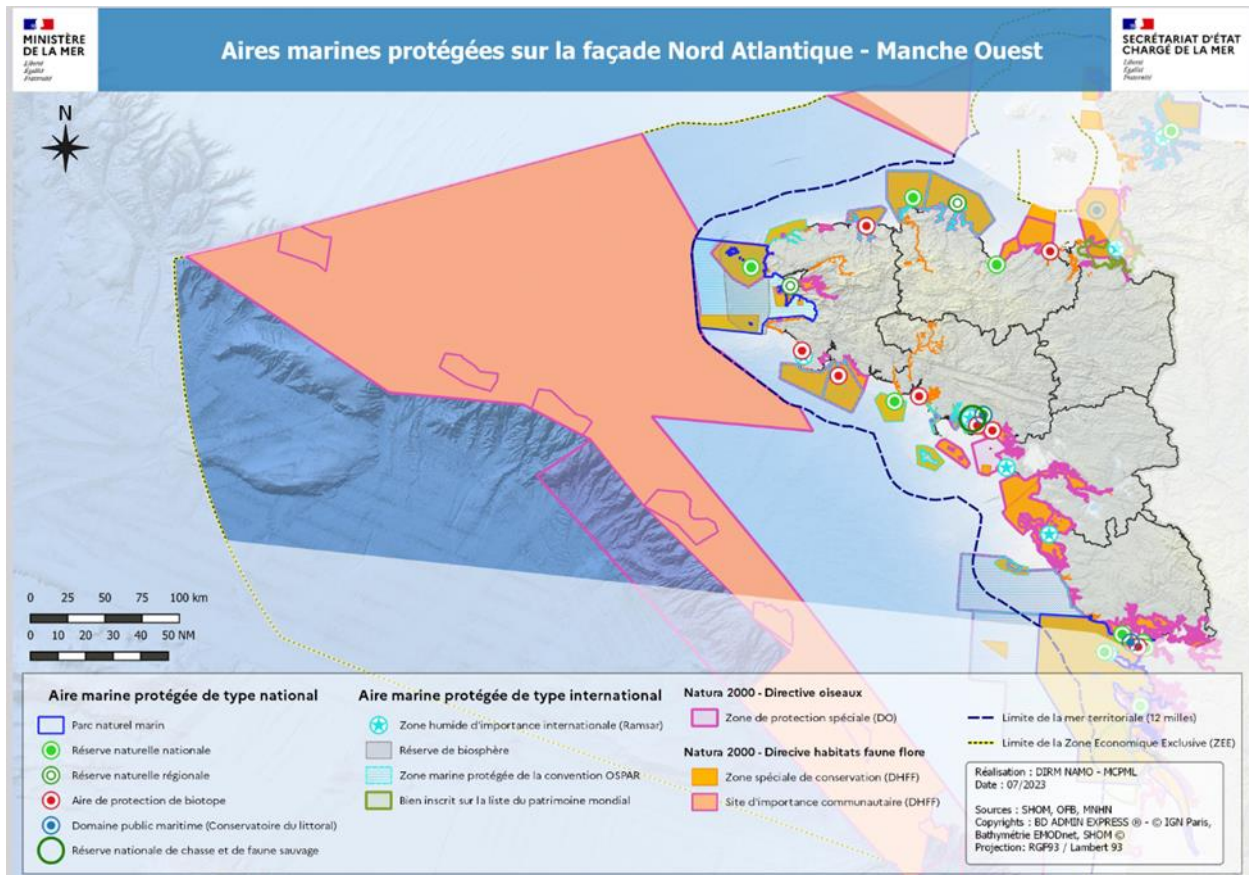 MINISTÈRE
DE LA MER
Liberté
Égalité
Fraternité
Aires marines protégées sur la façade Nord Atlantique - Manche Ouest
SECRÉTARIAT D'ÉTAT
CHARGÉ DE LA MER
Liberté
Égalité
Fraternité
N
0 25 50 75 100 km
0 10 20 30 40 50 NM
Aire marine protégée de type national
Parc naturel marin
Réserve naturelle nationale
Réserve naturelle régionale
Aire de protection de biotope
Domaine public maritime (Conservatoire du littoral)
Réserve nationale de chasse et de faune sauvage
Aire marine protégée de type international
Zone humide d'importance internationale (Ramsar)
Réserve de biosphère
Zone marine protégée de la convention OSPAR
Bien inscrit sur la liste du patrimoine mondial
Natura 2000 - Directive oiseaux
Zone de protection spéciale (DO)
Natura 2000 - Direcive habitats faune flore
Zone spéciale de conservation (DHFF)
Site d'importance communautaire (DHFF)
Limite de la mer territoriale (12 milles)
Limite de la Zone Economique Exclusive (ZEE)
Réalisation : DIRM NAMO - MCPML
Date : 07/2023
Sources : SHOM, OFB, MNHN
Copyrights : BD ADMIN EXPRESS ® - © IGN Paris,
Bathymétrie EMODnet, SHOM ©
Projection: RGF93 / Lambert 93